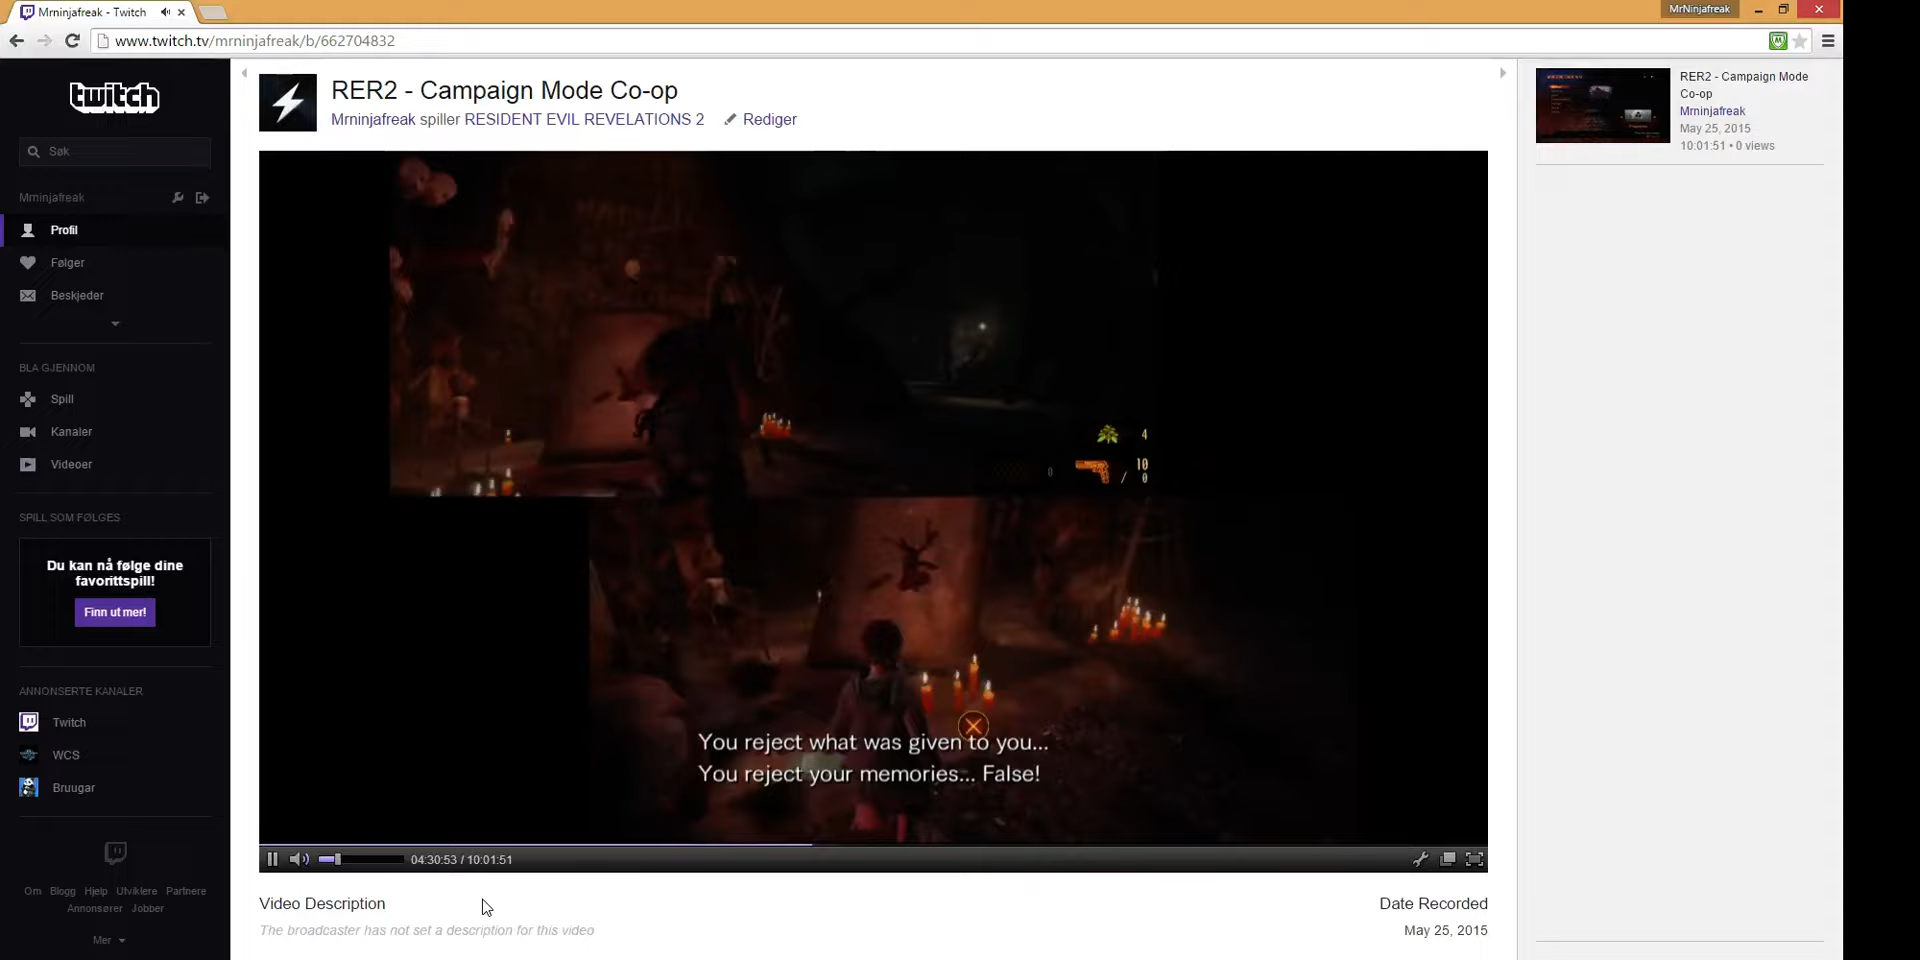 Mrninjafreak - Twitch
MrNinjafreak
www.twitch.tv/mrninjafreak/b/662704832
twitch
Søk
Mrninjafreak
Profil
Følger
Beskjeder
BLA GJENNOM
Spill
Kanaler
Videoer
SPILL SOM FØLGES
Du kan nå følge dine
favorittspill!
Finn ut mer!
ANNONSERTE KANALER
Twitch
WCS
Bruugar
Om Blogg Hjelp Utviklere Partnere
Annonsører Jobber
Mer
RER2 - Campaign Mode Co-op
Mrninjafreak spiller RESIDENT EVIL REVELATIONS 2 Rediger
4
0
10
/ 0
You reject what was given to you...
You reject your memories... False!
04:30:53 / 10:01:51
Video Description
The broadcaster has not set a description for this video
Date Recorded
May 25, 2015
RER2 - Campaign Mode
Co-op
Mrninjafreak
May 25, 2015
10:01:51 • 0 views